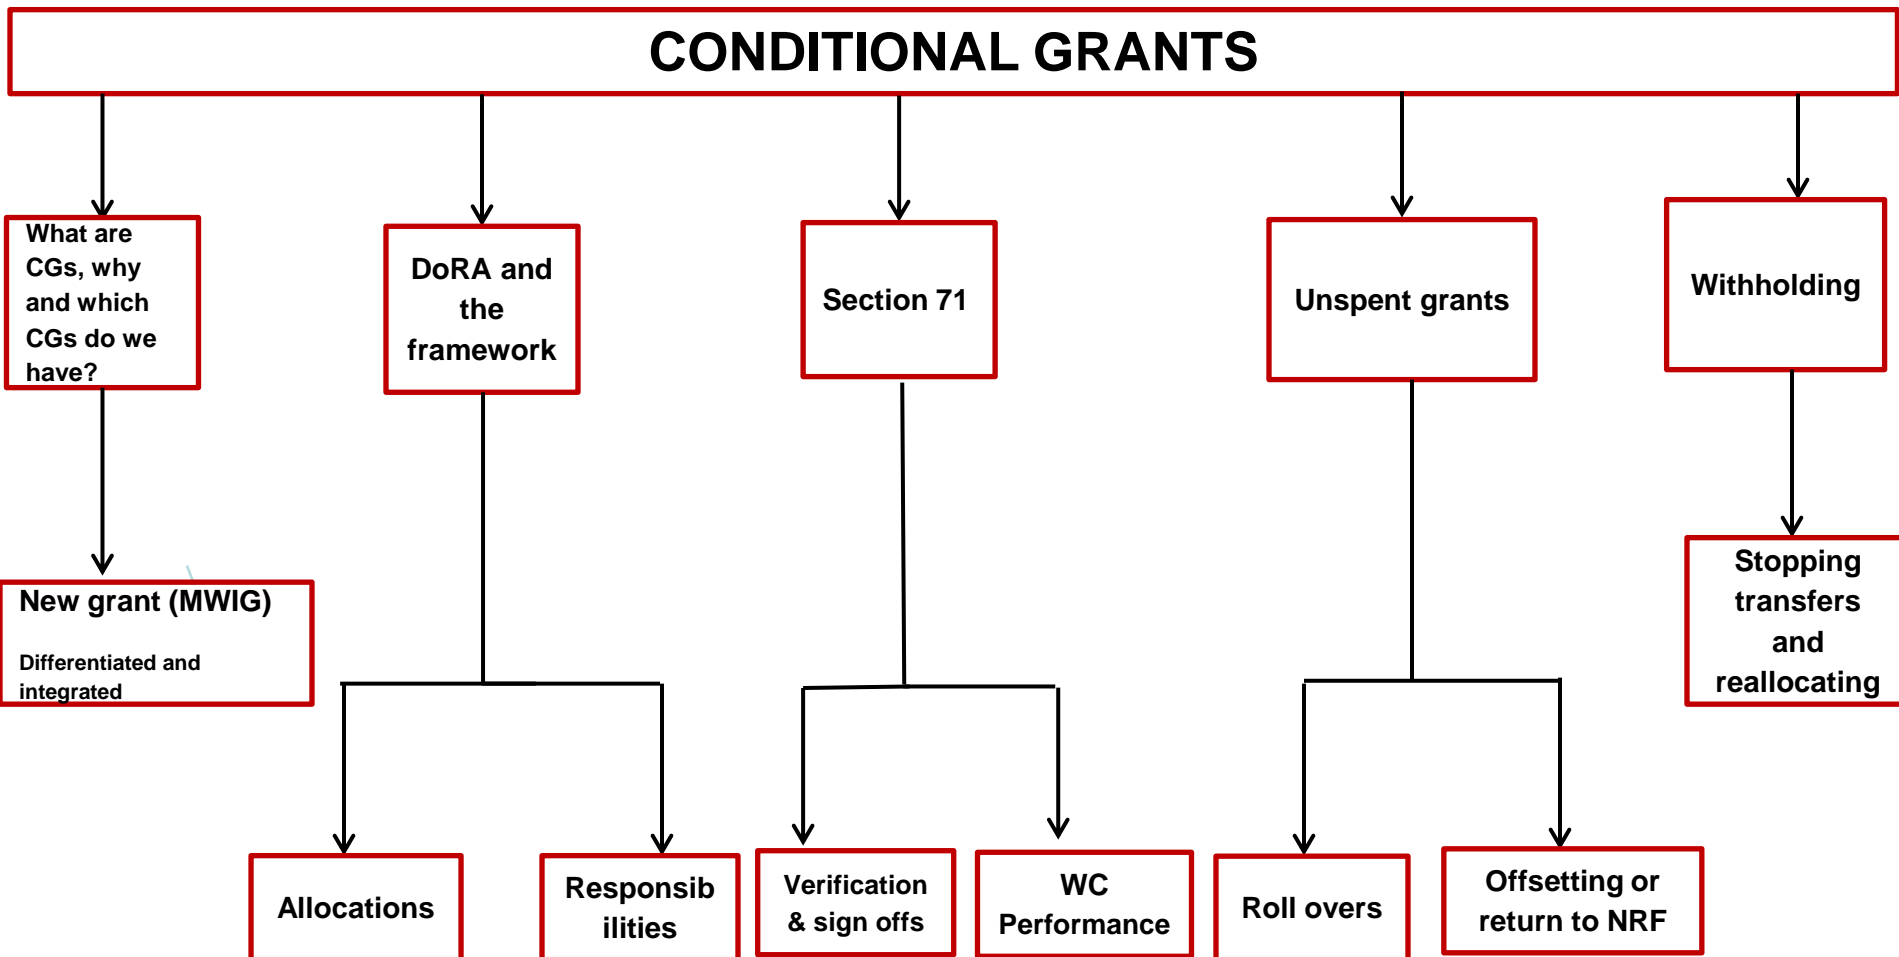 CONDITIONAL GRANTS
What are
CGs, why
and which
CGs do we
have?
DoRA and
the
framework
Section 71
Unspent grants
Withholding
New grant (MWIG)
Differentiated and
integrated
Stopping
transfers
and
reallocating
Allocations
Responsib
ilities
Verification
& sign offs
WC
Performance
Roll overs
Offsetting or
return to NRF